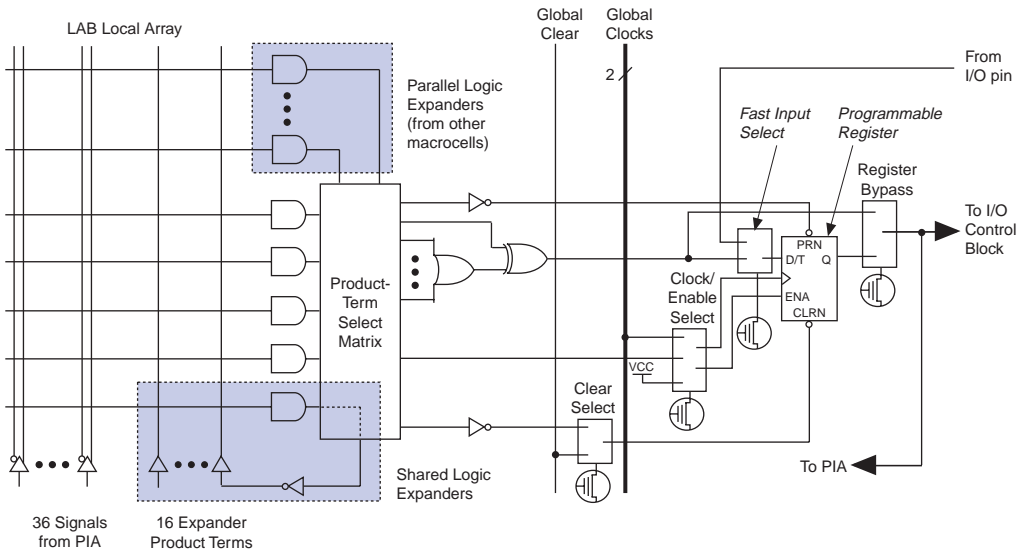 LAB Local Array
Global
Clear
Global
Clocks
2
From
I/O pin
Parallel Logic
Expanders
(from other
macrocells)
Fast Input
Select
Programmable
Register
Register
Bypass
To I/O
Control
Block
PRN
D/T Q
ENA
CLRN
Product-
Term
Select
Matrix
Clock/
Enable
Select
VCC
Clear
Select
To PIA
Shared Logic
Expanders
36 Signals
from PIA
16 Expander
Product Terms